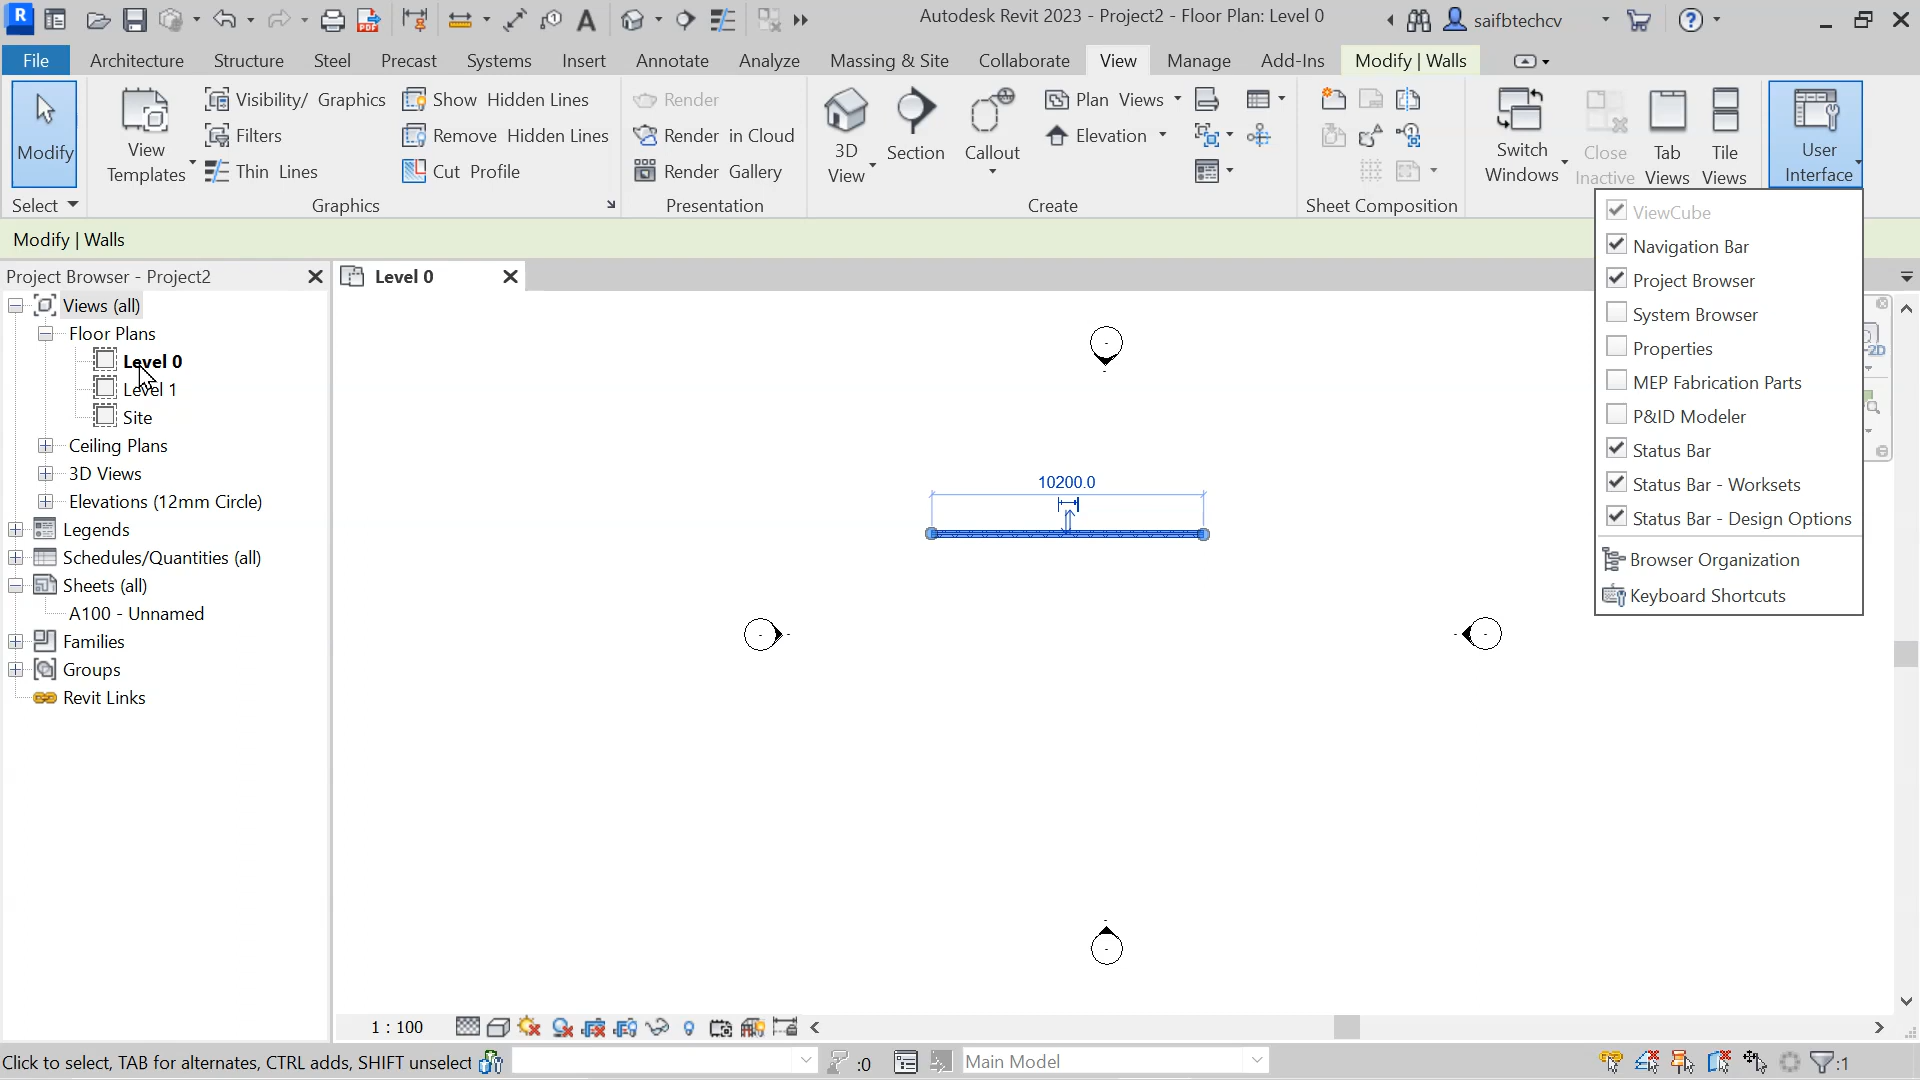 Autodesk Revit 2023 - Project2 - Floor Plan: Level 0
saifbtechcv
File Architecture Structure Steel Precast Systems Insert Annotate Analyze Massing & Site Collaborate View Manage Add-Ins Modify | Walls
Modify
View
Templates
Visibility/ Graphics
Filters
Thin Lines
Show Hidden Lines
Remove Hidden Lines
Cut Profile
Render
Render in Cloud
Render Gallery
3D
View
Section
Callout
Plan Views
Elevation
Switch
Windows
Close
Inactive
Tab
Views
Tile
Views
User
Interface
Select
Graphics
Presentation
Create
Sheet Composition
Modify | Walls
Project Browser - Project2
Level 0
Views (all)
Floor Plans
Level 0
Level 1
Site
Ceiling Plans
3D Views
Elevations (12mm Circle)
Legends
Schedules/Quantities (all)
Sheets (all)
A100 - Unnamed
Families
Groups
Revit Links
10200.0
ViewCube
Navigation Bar
Project Browser
System Browser
Properties
MEP Fabrication Parts
P&ID Modeler
Status Bar
Status Bar - Worksets
Status Bar - Design Options
Browser Organization
Keyboard Shortcuts
2D
1 : 100
Click to select, TAB for alternates, CTRL adds, SHIFT unselect
:0
Main Model
:1